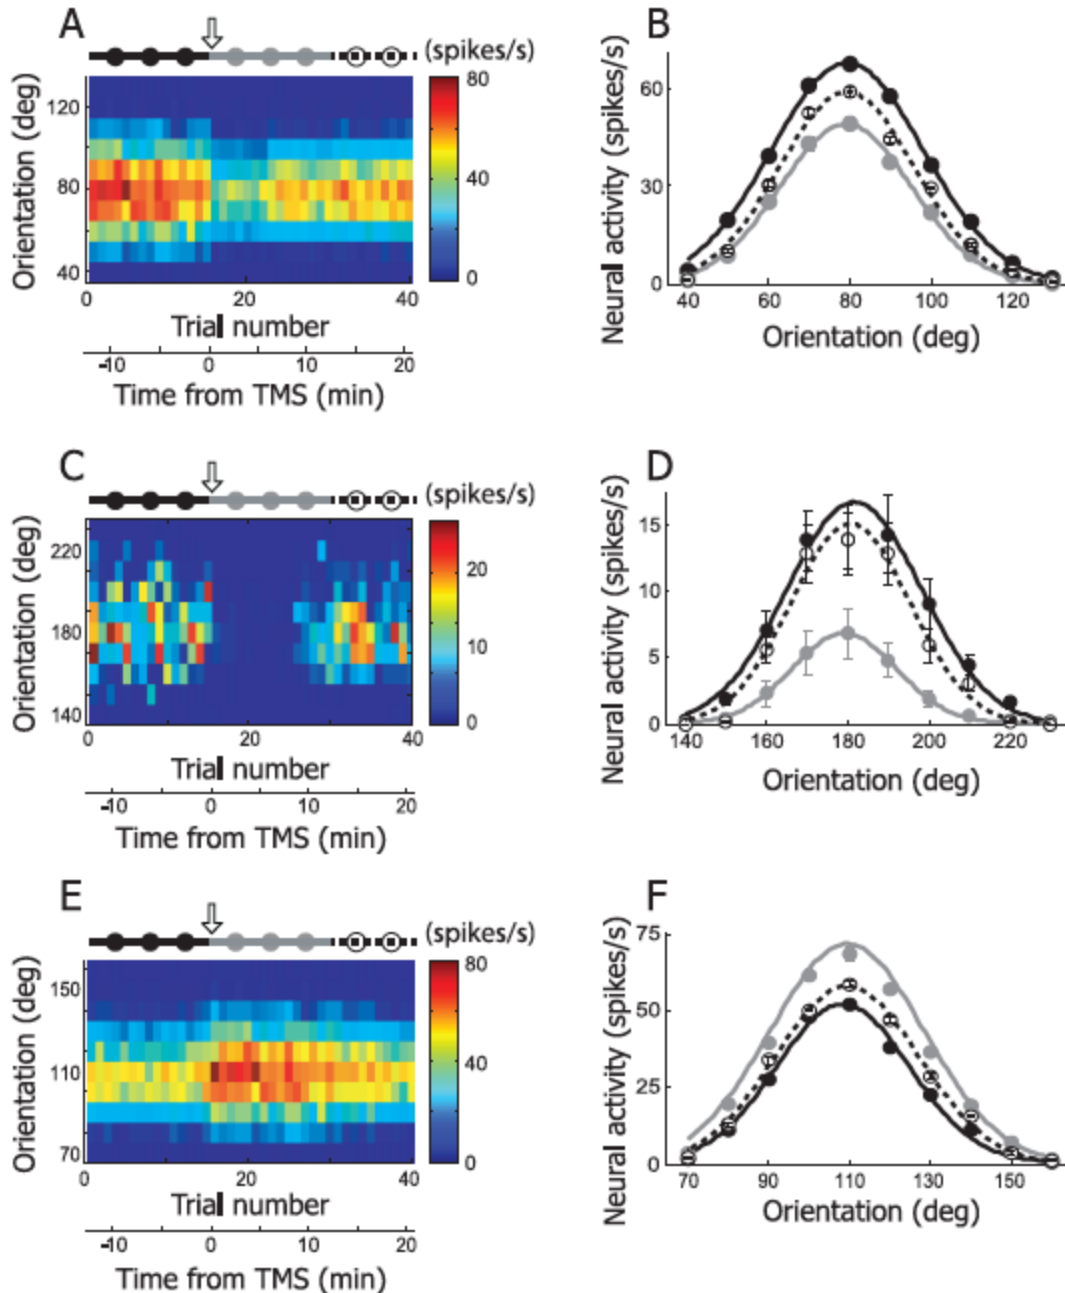 A
(spikes/s)
Orientation (deg)
120
80
40
0
20
40
80
40
0
Trial number
-10
0
10
20
Time from TMS (min)
B
Neural activity (spikes/s)
60
30
0
40
60
80
100
120
Orientation (deg)
C
(spikes/s)
Orientation (deg)
220
180
140
0
20
40
20
10
0
Trial number
-10
0
10
20
Time from TMS (min)
D
Neural activity (spikes/s)
15
10
5
0
140
160
180
200
220
Orientation (deg)
E
(spikes/s)
Orientation (deg)
150
110
70
0
20
40
80
40
0
Trial number
-10
0
10
20
Time from TMS (min)
F
Neural activity (spikes/s)
75
50
25
0
70
90
110
130
150
Orientation (deg)